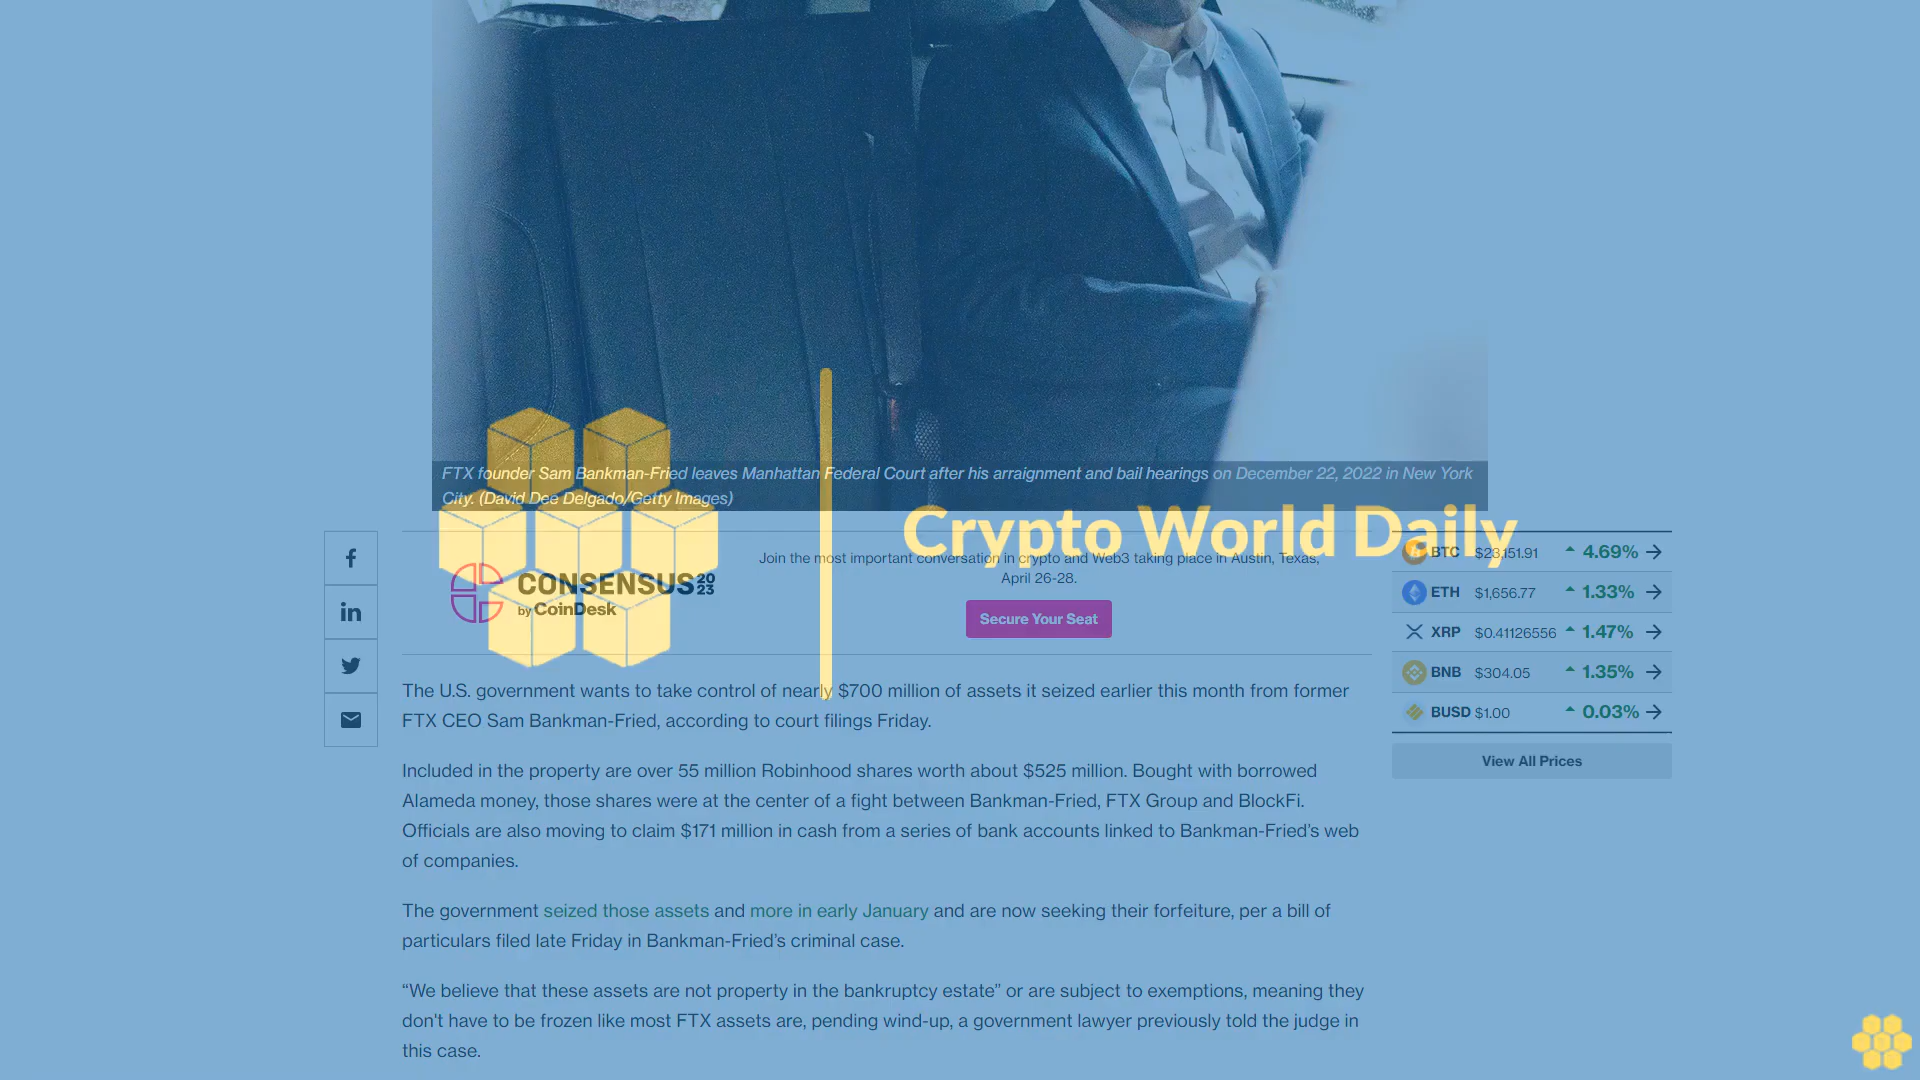 FTX founder Sam Bankman-Fried leaves Manhattan Federal Court after his arraignment and bail hearings on December 22, 2022 in New York
City. (David Dee Delgado/Getty Images)
Crypto World Daily
Join the most important conversation in crypto and Web3 taking place in Austin, Texas,
April 26-28.
CONSENSUS 2023
by CoinDesk
Secure Your Seat
BTC $23,151.91 4.69%
ETH $1,656.77 1.33%
XRP $0.41126556 1.47%
BNB $304.05 1.35%
BUSD $1.00 0.03%
View All Prices
The U.S. government wants to take control of nearly $700 million of assets it seized earlier this month from former
FTX CEO Sam Bankman-Fried, according to court filings Friday.
Included in the property are over 55 million Robinhood shares worth about $525 million. Bought with borrowed
Alameda money, those shares were at the center of a fight between Bankman-Fried, FTX Group and BlockFi.
Officials are also moving to claim $171 million in cash from a series of bank accounts linked to Bankman-Fried’s web
of companies.
The government seized those assets and more in early January and are now seeking their forfeiture, per a bill of
particulars filed late Friday in Bankman-Fried’s criminal case.
“We believe that these assets are not property in the bankruptcy estate” or are subject to exemptions, meaning they
don't have to be frozen like most FTX assets are, pending wind-up, a government lawyer previously told the judge in
this case.